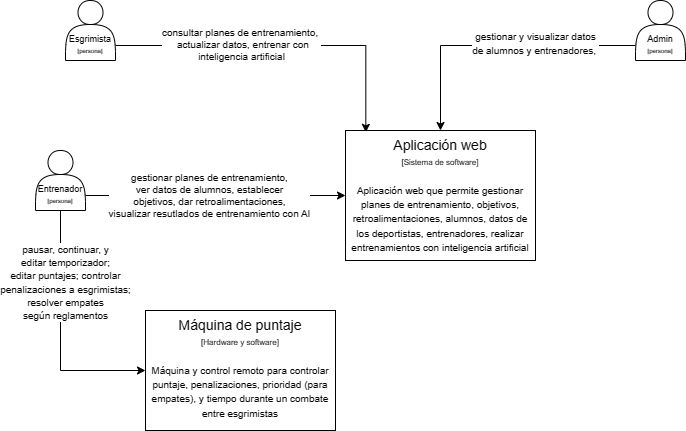 Esgrimista
[persona]
consultar planes de entrenamiento,
actualizar datos, entrenar con
inteligencia artificial
gestionar y visualizar datos
de alumnos y entrenadores,
Admin
[persona]
Aplicación web
[Sistema de software]
Aplicación web que permite gestionar
planes de entrenamiento, objetivos,
retroalimentaciones, alumnos, datos de
los deportistas, entrenadores, realizar
entrenamientos con inteligencia artificial
Entrenador
[persona]
gestionar planes de entrenamiento,
ver datos de alumnos, establecer
objetivos, dar retroalimentaciones,
visualizar resutlados de entrenamiento con AI
pausar, continuar, y
editar temporizador;
editar puntajes; controlar
penalizaciones a esgrimistas;
resolver empates
según reglamentos
Máquina de puntaje
[Hardware y software]
Máquina y control remoto para controlar
puntaje, penalizaciones, prioridad (para
empates), y tiempo durante un combate
entre esgrimistas